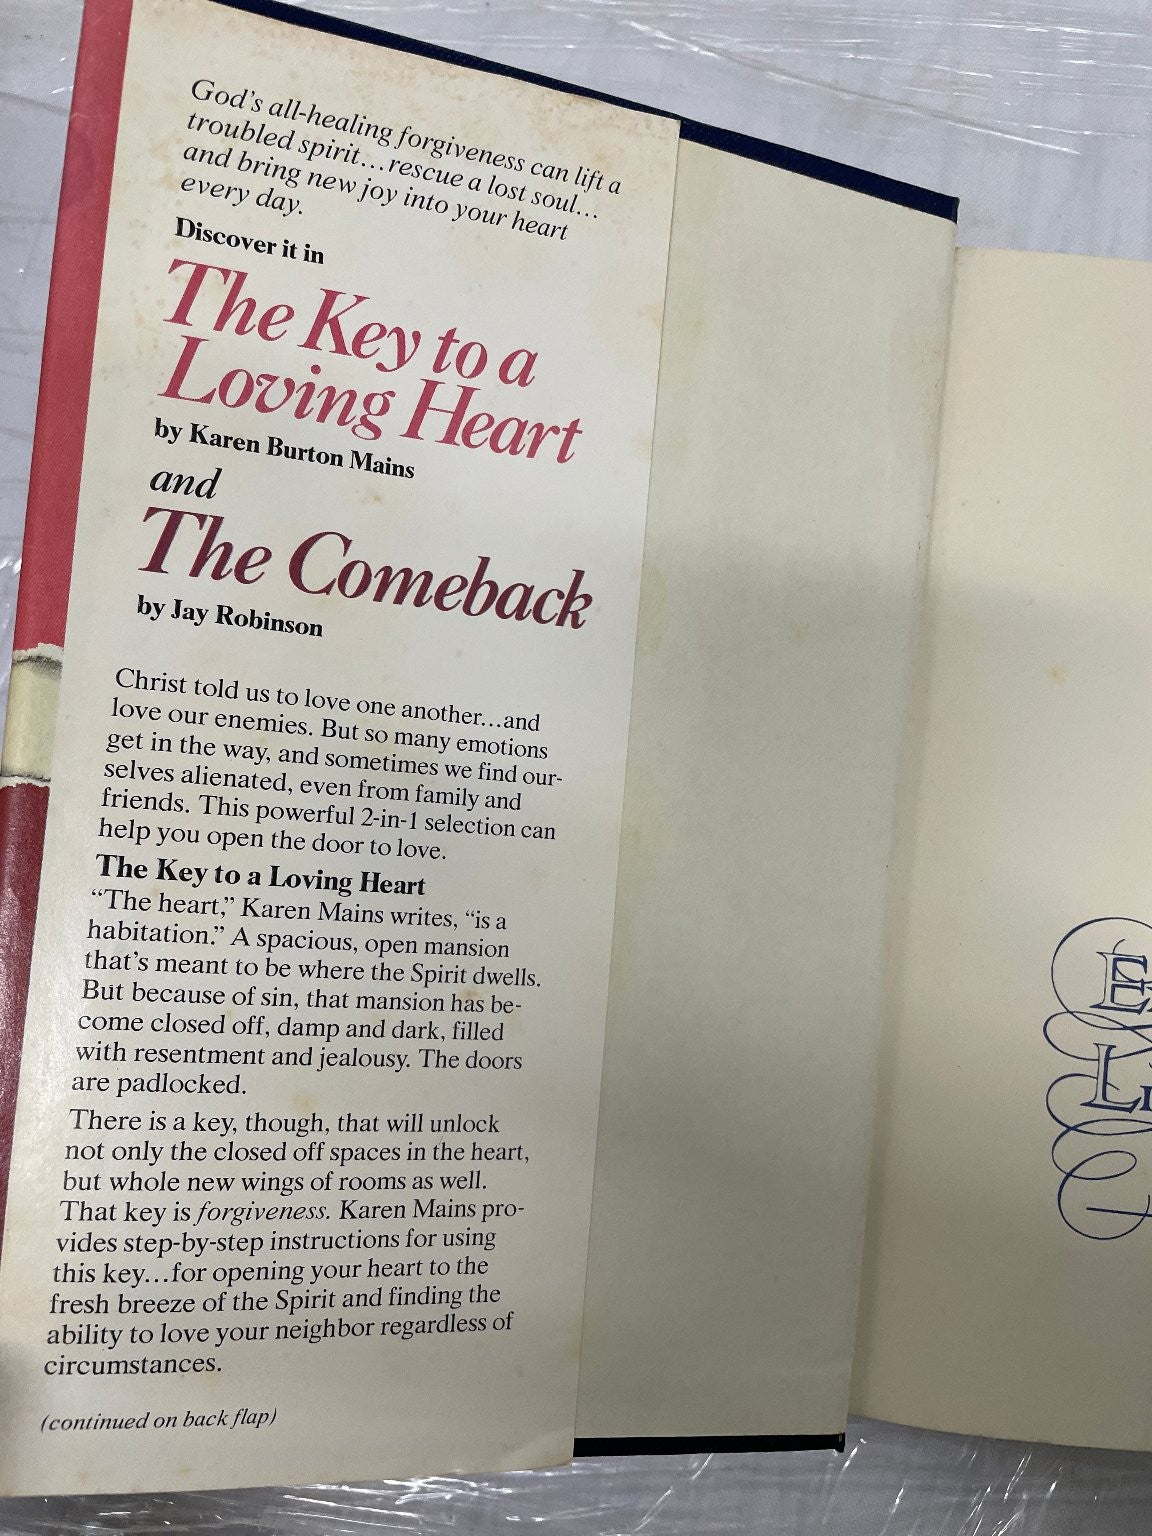 God's all-healing forgiveness can lift a
troubled spirit...rescue a lost soul...
and bring new joy into your heart
every day.
Discover it in
The Key to a
Loving Heart
by Karen Burton Mains
and
The Comeback
by Jay Robinson
Christ told us to love one another...and
love our enemies. But so many emotions
get in the way, and sometimes we find our-
selves alienated, even from family and
friends. This powerful 2-in-1 selection can
help you open the door to love.
The Key to a Loving Heart
“The heart,” Karen Mains writes, “is a
habitation.” A spacious, open mansion
that's meant to be where the Spirit dwells.
But because of sin, that mansion has be-
come closed off, damp and dark, filled
with resentment and jealousy. The doors
are padlocked.
There is a key, though, that will unlock
not only the closed off spaces in the heart,
but whole new wings of rooms as well.
That key is forgiveness. Karen Mains pro-
vides step-by-step instructions for using
this key...for opening your heart to the
fresh breeze of the Spirit and finding the
ability to love your neighbor regardless of
circumstances.
(continued on back flap)